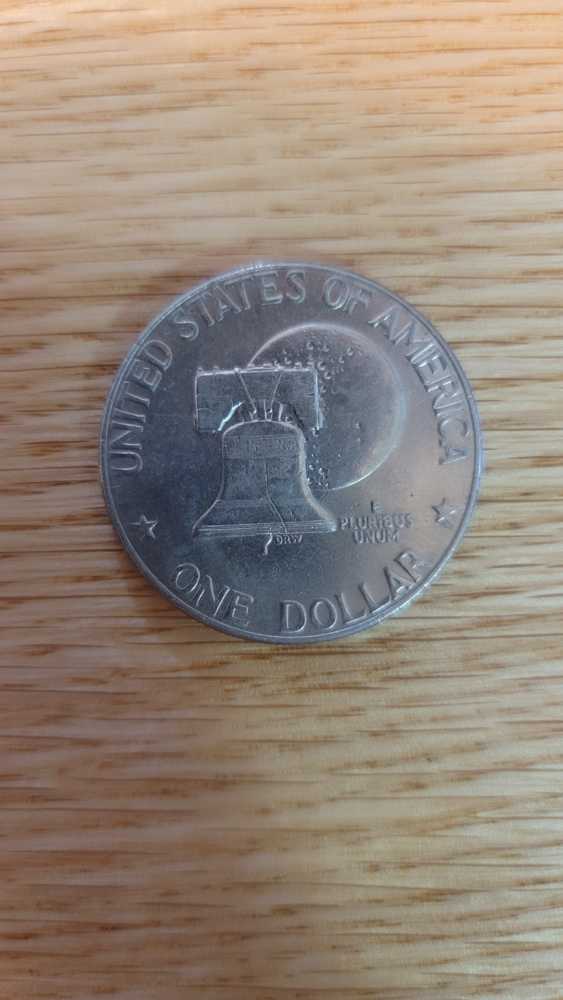 UNITED STATES OF AMERICA
E
PLURIBUS
UNUM
DRW
ONE DOLLAR